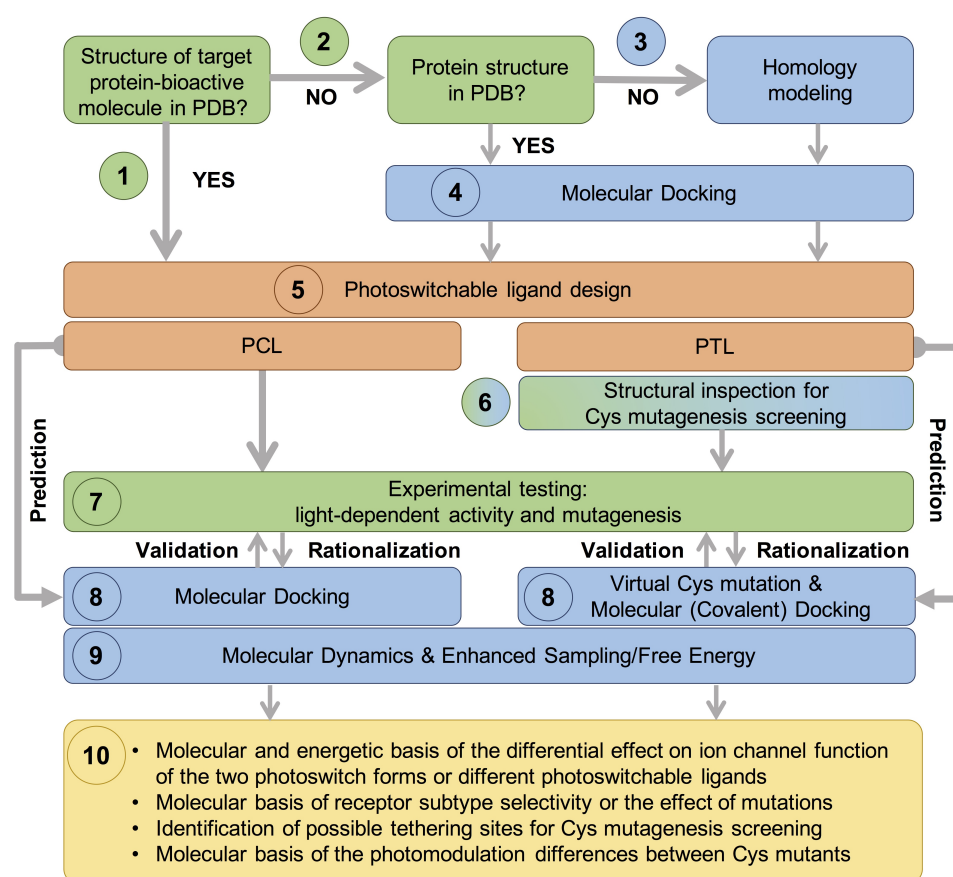 2
3
Structure of target
protein-bioactive
molecule in PDB?
NO
Protein structure
in PDB?
NO
Homology
modeling
1
YES
YES
4 Molecular Docking
5 Photoswitchable ligand design
PCL
PTL
6 Structural inspection for
Cys mutagenesis screening
Prediction
Prediction
7 Experimental testing:
light-dependent activity and mutagenesis
Validation
Rationalization
Validation
Rationalization
8 Molecular Docking
8 Virtual Cys mutation &
Molecular (Covalent) Docking
9 Molecular Dynamics & Enhanced Sampling/Free Energy
10
• Molecular and energetic basis of the differential effect on ion channel function
of the two photoswitch forms or different photoswitchable ligands
• Molecular basis of receptor subtype selectivity or the effect of mutations
• Identification of possible tethering sites for Cys mutagenesis screening
• Molecular basis of the photomodulation differences between Cys mutants